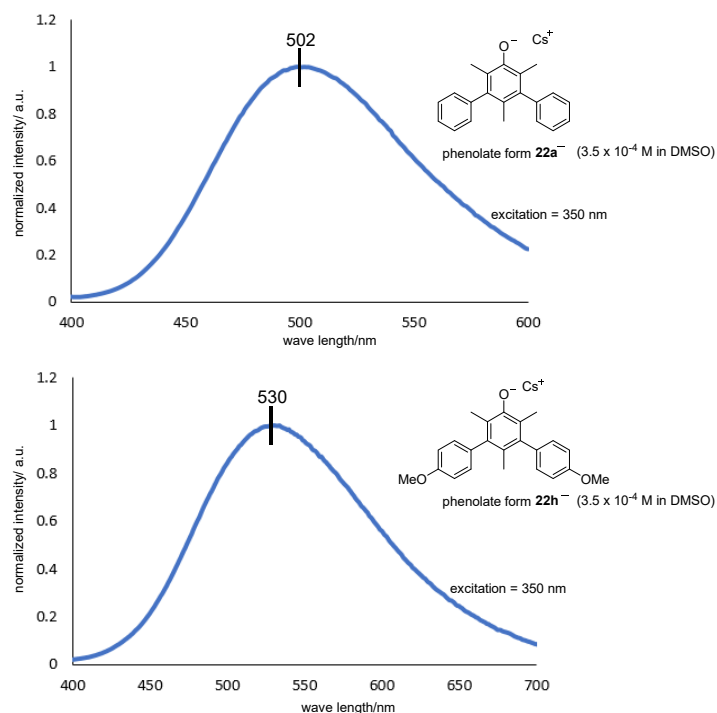 normalized intensity/ a.u.
1.2
1
0.8
0.6
0.4
0.2
0
502
O⁻ Cs⁺
phenolate form 22a⁻ (3.5 x 10⁻⁴ M in DMSO)
excitation = 350 nm
400 450 500 550 600
wave length/nm
normalized intensity/ a.u.
1.2
1
0.8
0.6
0.4
0.2
0
530
O⁻ Cs⁺
MeO OMe
phenolate form 22h⁻ (3.5 x 10⁻⁴ M in DMSO)
excitation = 350 nm
400 450 500 550 600 650 700
wave length/nm